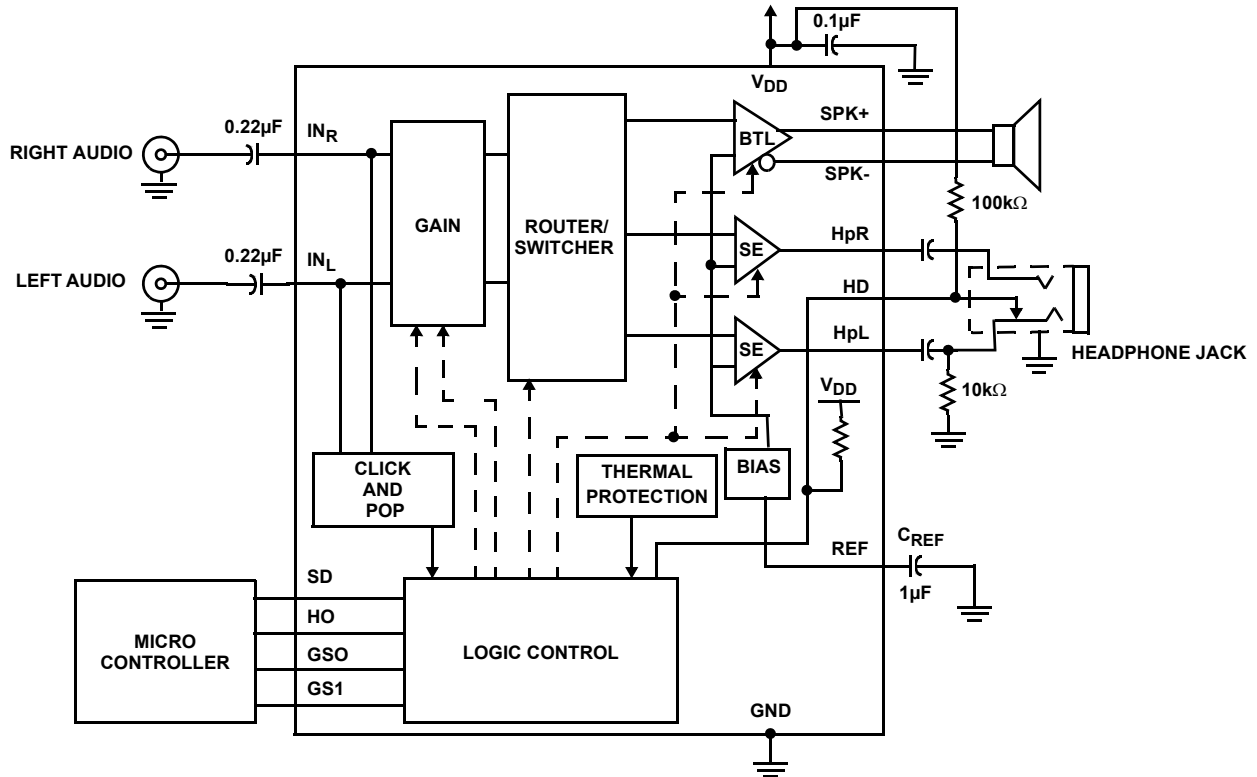 0.1µF
VDD
0.22µF
INR
RIGHT AUDIO
SPK+
BTL
SPK-
100kΩ
GAIN
ROUTER/
SWITCHER
HpR
SE
0.22µF
INL
LEFT AUDIO
HD
HpL
SE
HEADPHONE JACK
VDD
10kΩ
CLICK
AND
POP
THERMAL
PROTECTION
BIAS
REF
CREF
1µF
SD
HO
GSO
GS1
MICRO
CONTROLLER
LOGIC CONTROL
GND